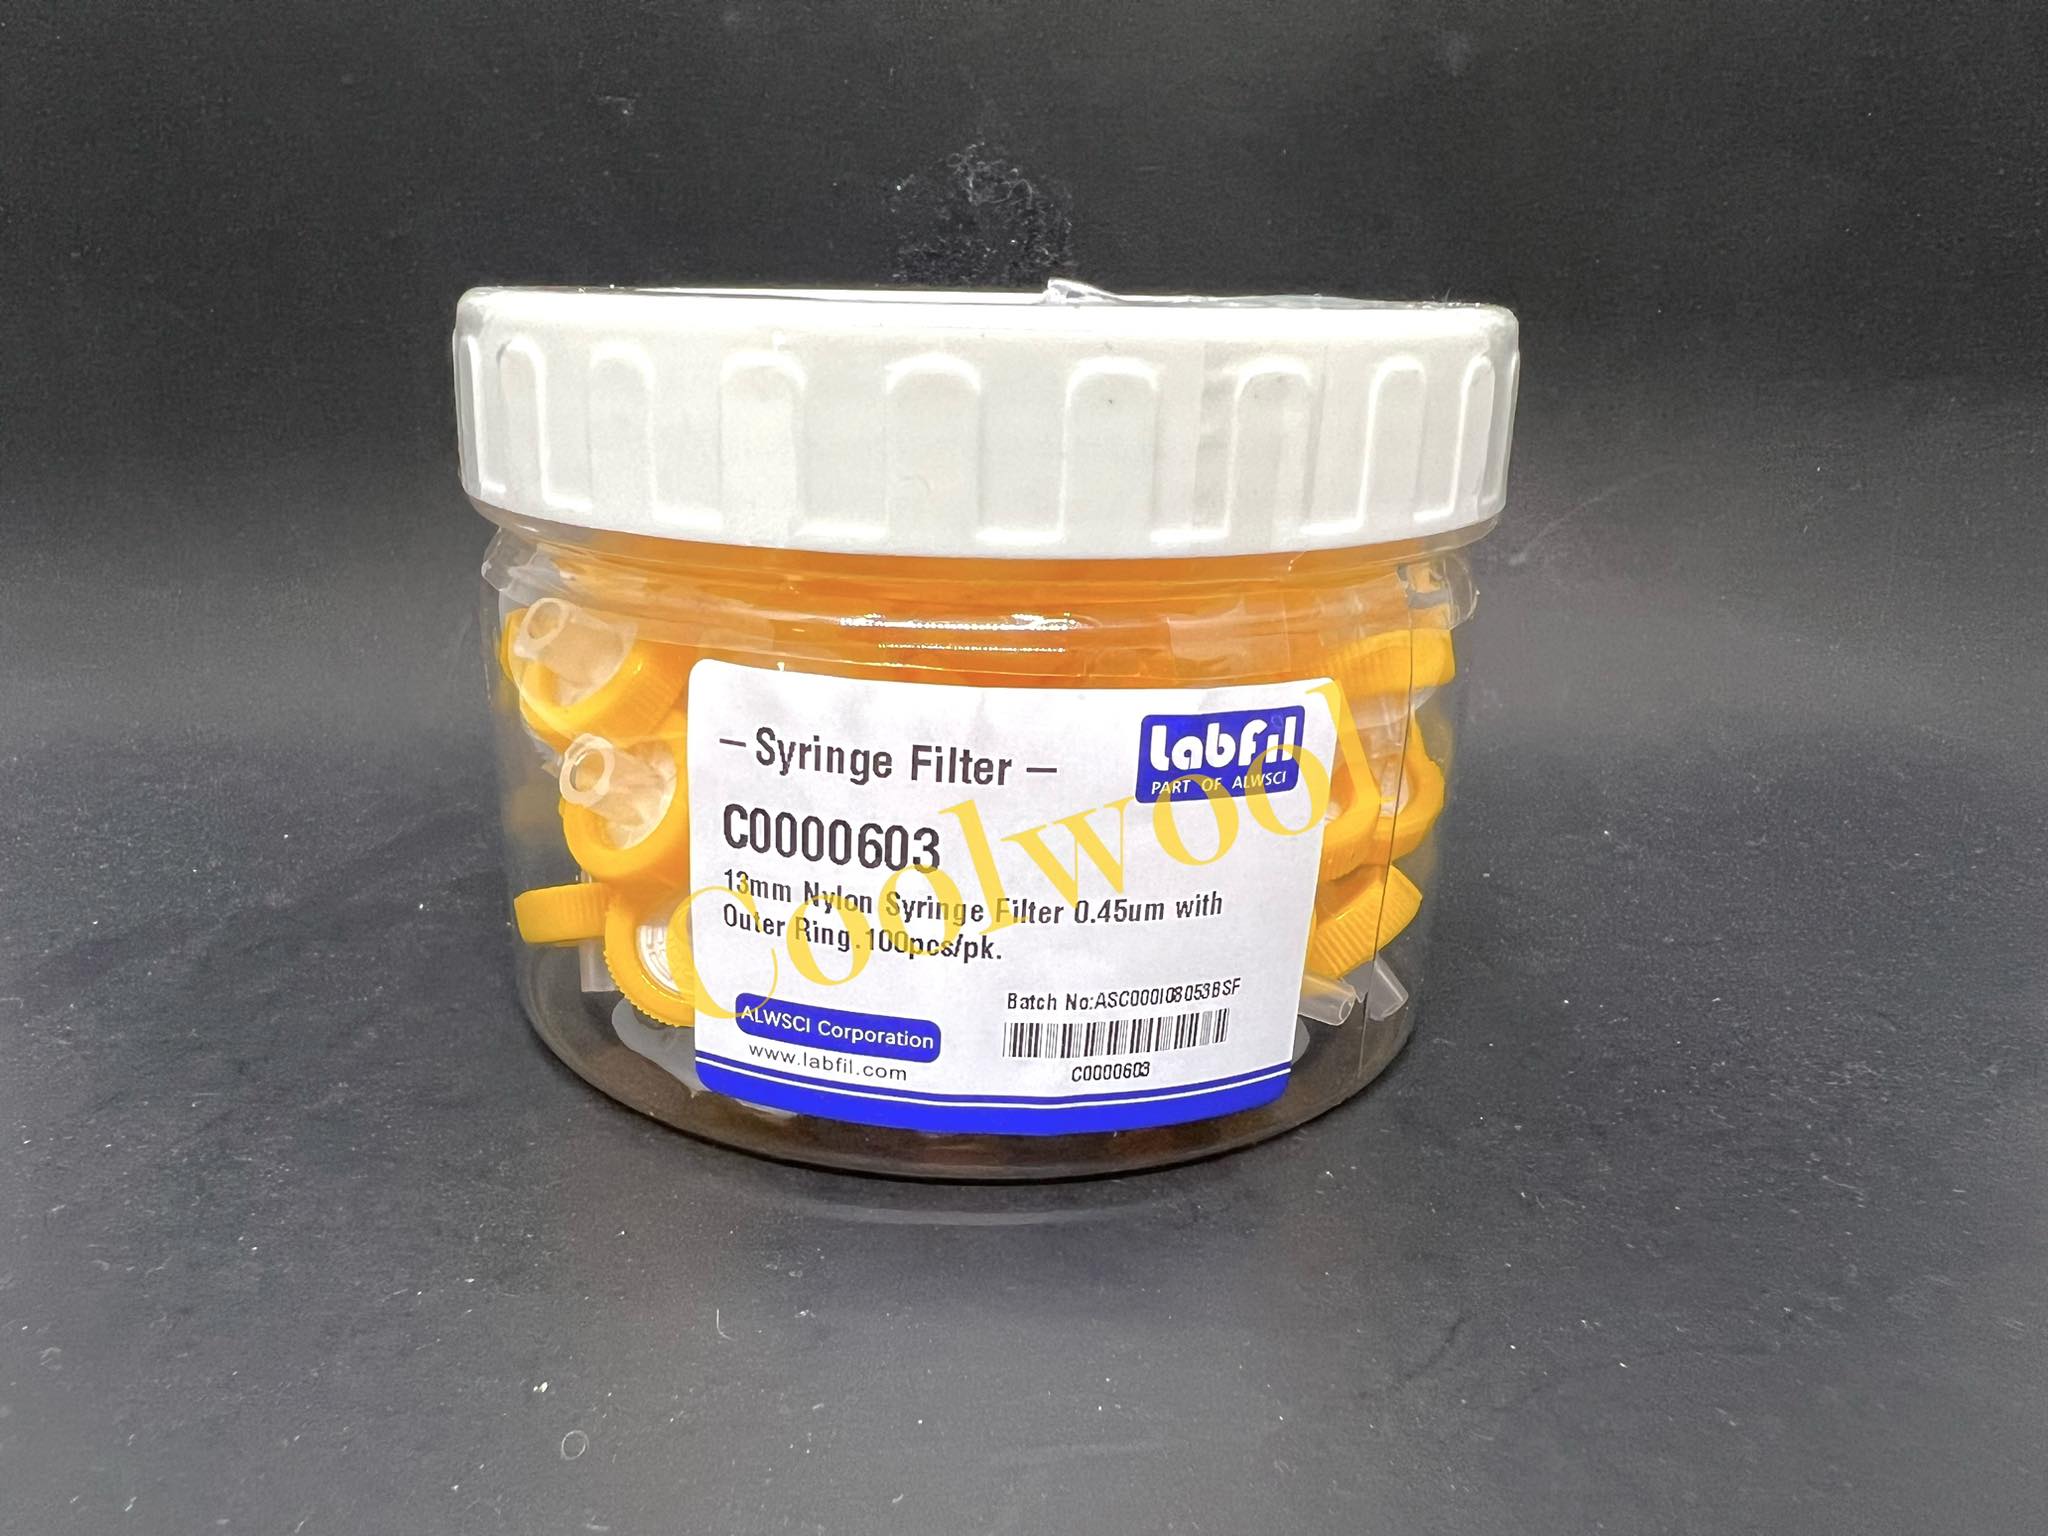 — Syringe Filter —
Labfil
PART OF ALWSCI
C0000603
13mm Nylon Syringe Filter 0.45um with
Outer Ring.100pcs/pk.
Coolwool
Batch No:ASC000I08053BSF
ALWSCI Corporation
www.labfil.com
C0000603